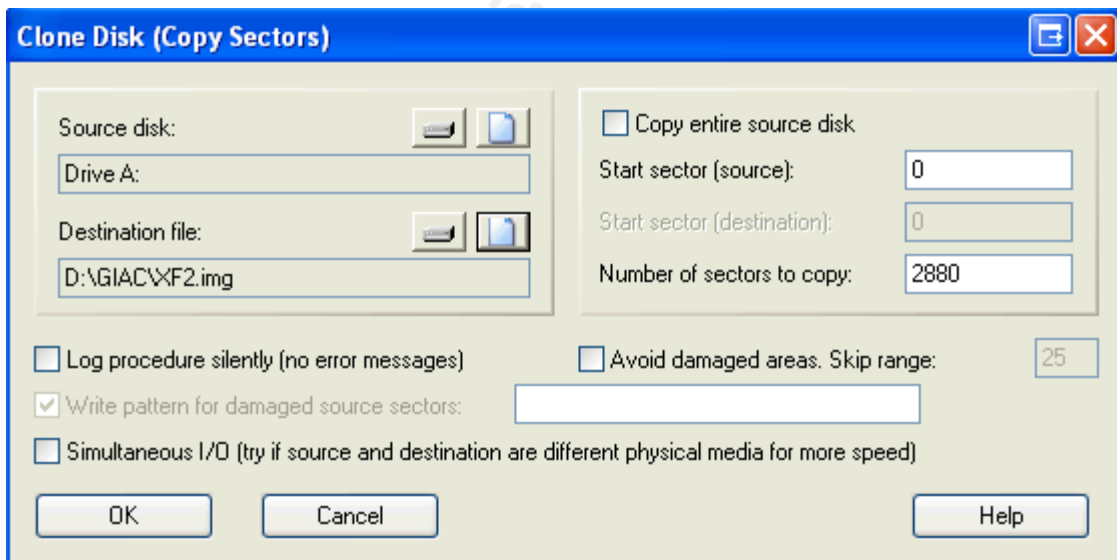 Clone Disk (Copy Sectors)
Source disk:
Drive A:
Destination file:
D:\GIAC\XF2.img
Copy entire source disk
Start sector (source): 0
Start sector (destination): 0
Number of sectors to copy: 2880
Log procedure silently (no error messages)
Avoid damaged areas. Skip range: 25
Write pattern for damaged source sectors:
Simultaneous I/O (try if source and destination are different physical media for more speed)
OK Cancel Help